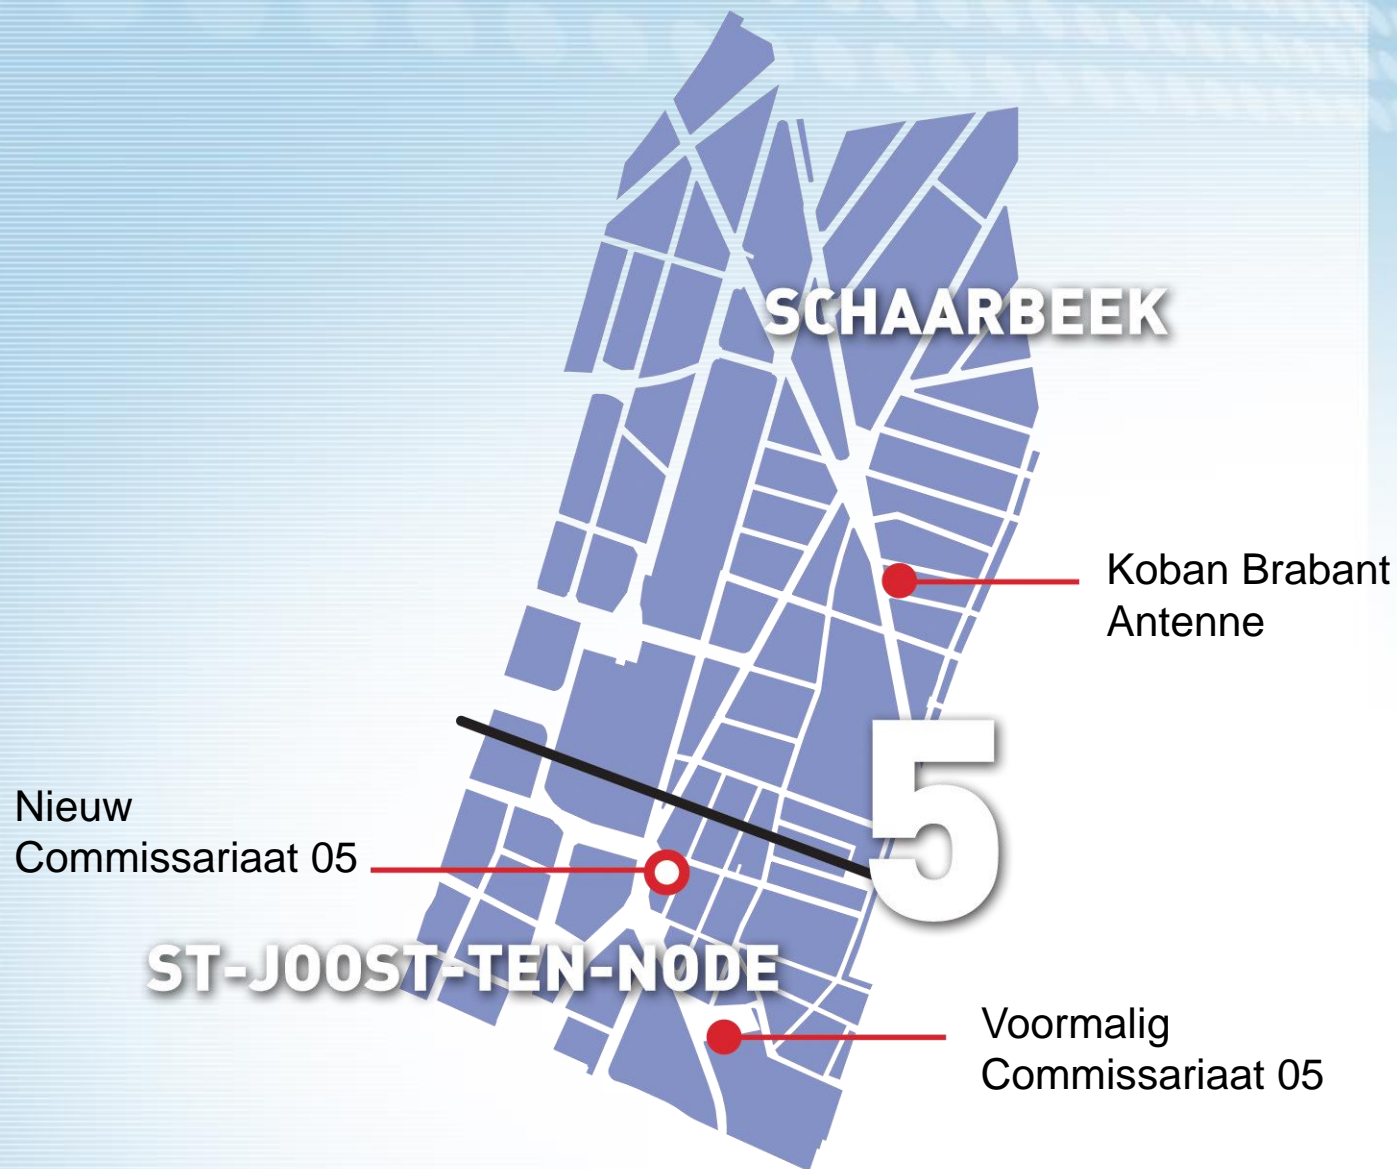 SCHAARBEEK
Koban Brabant
Antenne
5
Nieuw
Commissariaat 05
ST-JOOST-TEN-NODE
Voormalig
Commissariaat 05